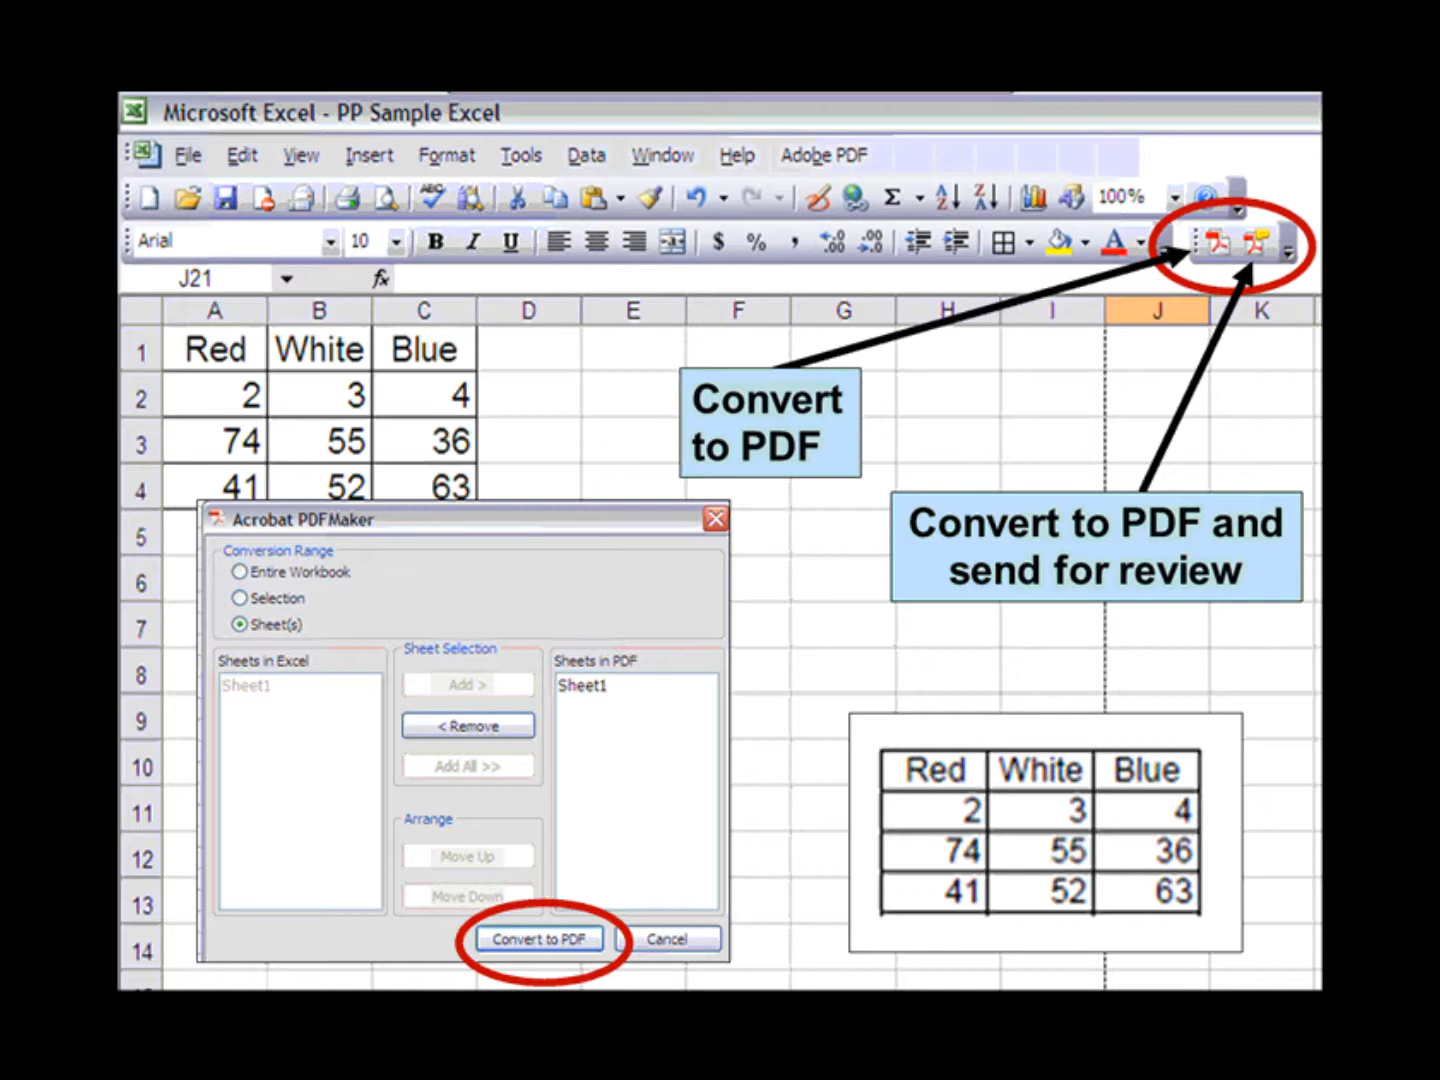 Microsoft Excel - PP Sample Excel
File Edit View Insert Format Tools Data Window Help Adobe PDF
ABC Σ A Z Z A 100%
Arial 10 B I U $ % , .0 .00 .00 .0 A
J21 fx
A B C D E F G H I J K
1 Red White Blue
2 2 3 4
3 74 55 36
4 41 52 63
5
6
7
8
9
10
11
12
13
14
Convert
to PDF
Convert to PDF and
send for review
Acrobat PDFMaker
Conversion Range
Entire Workbook
Selection
Sheet(s)
Sheets in Excel
Sheet1
Sheet Selection
Add >
< Remove
Add All >>
Arrange
Move Up
Move Down
Sheets in PDF
Sheet1
Convert to PDF Cancel
Red White Blue
2 3 4
74 55 36
41 52 63